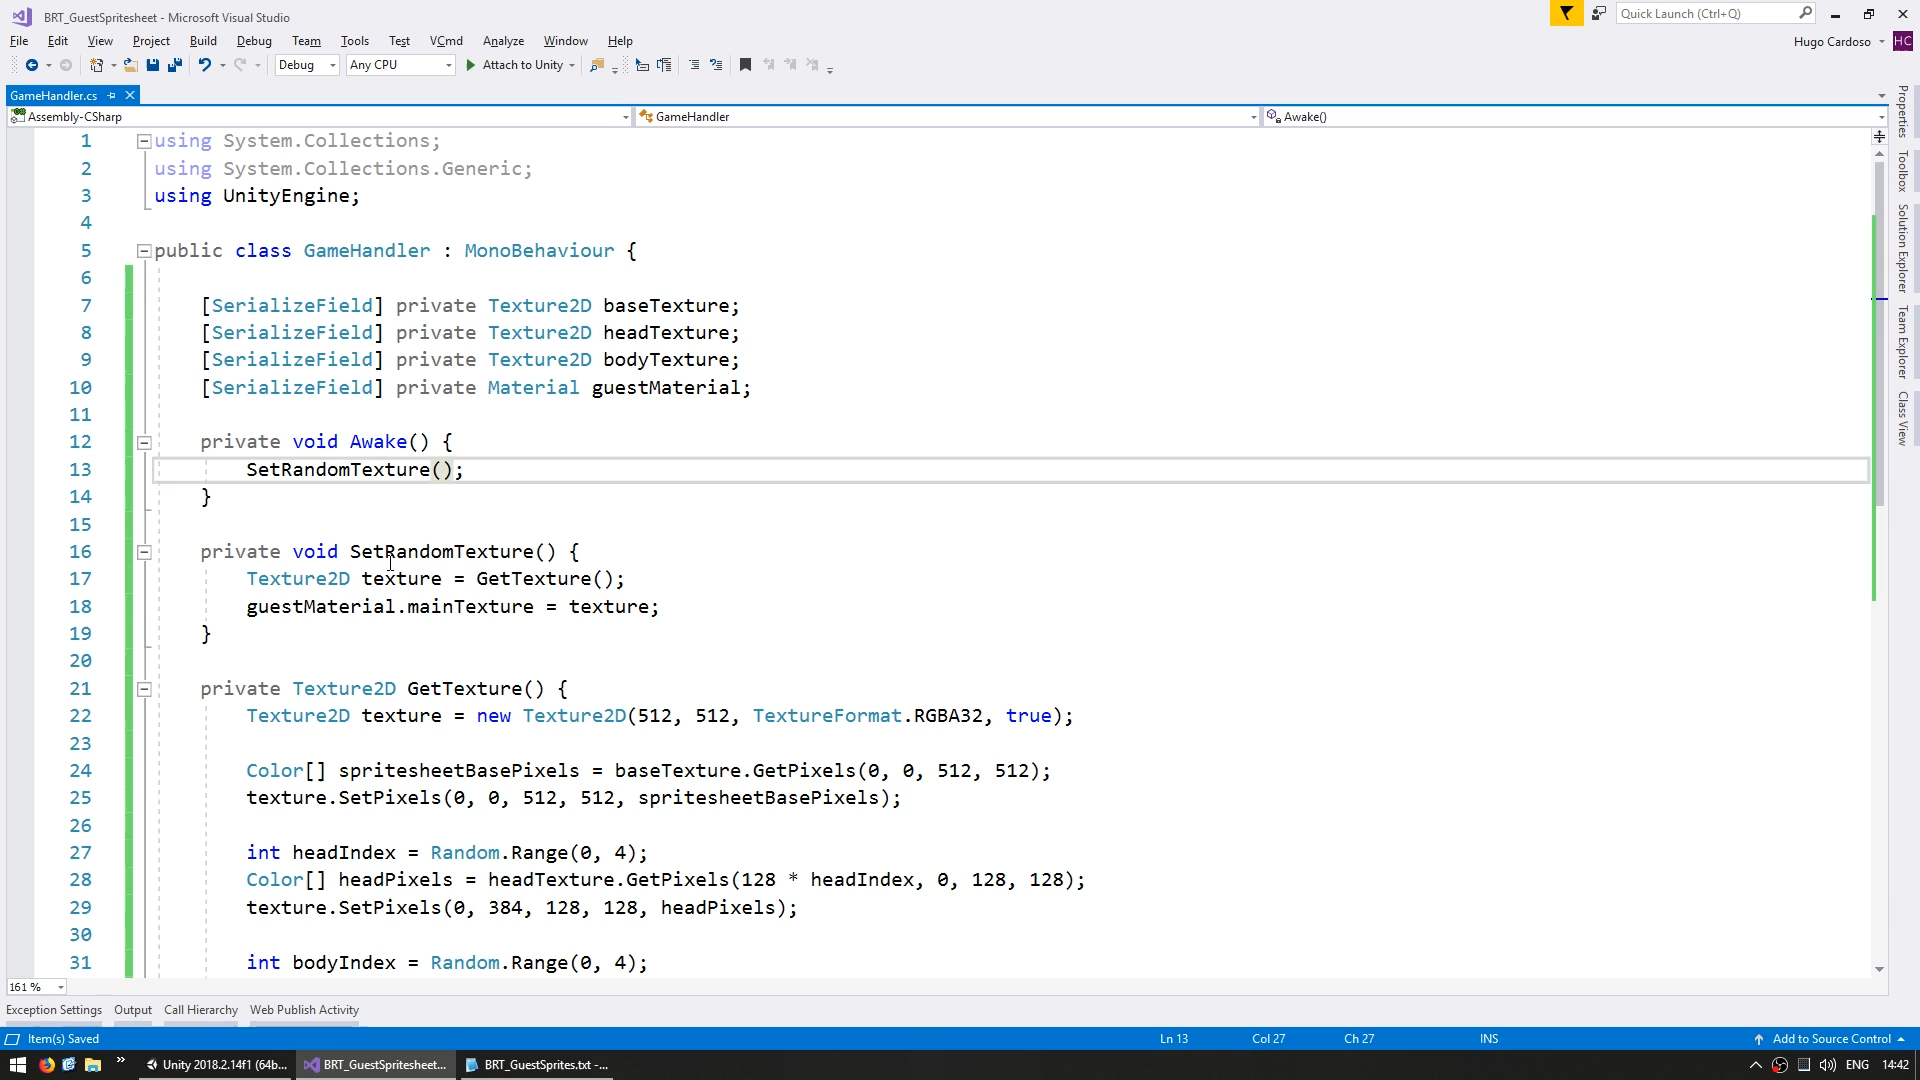 BRT_GuestSpritesheet - Microsoft Visual Studio
Quick Launch (Ctrl+Q)
File Edit View Project Build Debug Team Tools Test VCmd Analyze Window Help
Hugo Cardoso HC
Debug Any CPU Attach to Unity
GameHandler.cs
Assembly-CSharp GameHandler Awake()
1 using System.Collections;
2 using System.Collections.Generic;
3 using UnityEngine;
4
5 public class GameHandler : MonoBehaviour {
6
7 [SerializeField] private Texture2D baseTexture;
8 [SerializeField] private Texture2D headTexture;
9 [SerializeField] private Texture2D bodyTexture;
10 [SerializeField] private Material guestMaterial;
11
12 private void Awake() {
13 SetRandomTexture();
14 }
15
16 private void SetRandomTexture() {
17 Texture2D texture = GetTexture();
18 guestMaterial.mainTexture = texture;
19 }
20
21 private Texture2D GetTexture() {
22 Texture2D texture = new Texture2D(512, 512, TextureFormat.RGBA32, true);
23
24 Color[] spritesheetBasePixels = baseTexture.GetPixels(0, 0, 512, 512);
25 texture.SetPixels(0, 0, 512, 512, spritesheetBasePixels);
26
27 int headIndex = Random.Range(0, 4);
28 Color[] headPixels = headTexture.GetPixels(128 * headIndex, 0, 128, 128);
29 texture.SetPixels(0, 384, 128, 128, headPixels);
30
31 int bodyIndex = Random.Range(0, 4);
Properties
Toolbox
Solution Explorer
Team Explorer
Class View
161 %
Exception Settings Output Call Hierarchy Web Publish Activity
Item(s) Saved Ln 13 Col 27 Ch 27 INS Add to Source Control
Unity 2018.2.14f1 (64b... BRT_GuestSpritesheet... BRT_GuestSprites.txt -... ENG 14:42